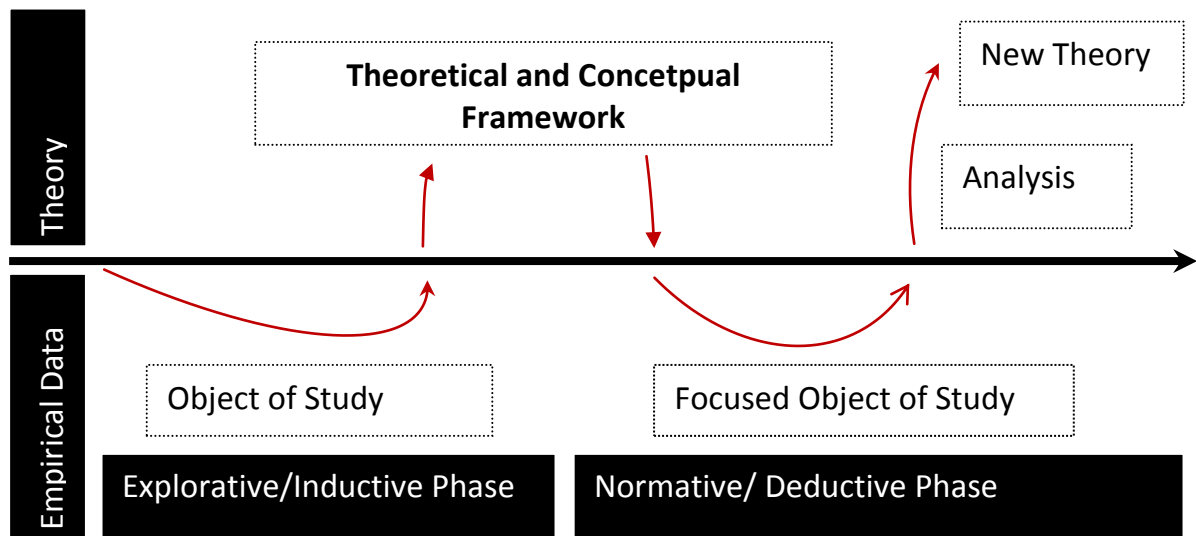 Theory
Theoretical and Concetpual
Framework
New Theory
Analysis
Empirical Data
Object of Study
Focused Object of Study
Explorative/Inductive Phase
Normative/ Deductive Phase